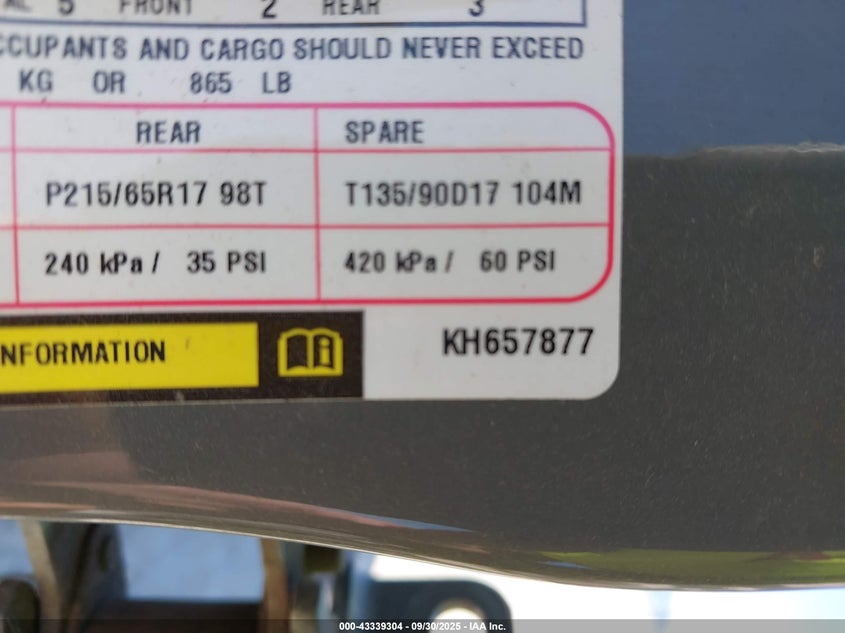 AL 5 FRONT 2 REAR 3
CCUPANTS AND CARGO SHOULD NEVER EXCEED
KG OR 865 LB
REAR SPARE
P215/65R17 98T T135/90D17 104M
240 kPa / 35 PSI 420 kPa / 60 PSI
NFORMATION KH657877
000-43339304 - 09/30/2025 - IAA Inc.